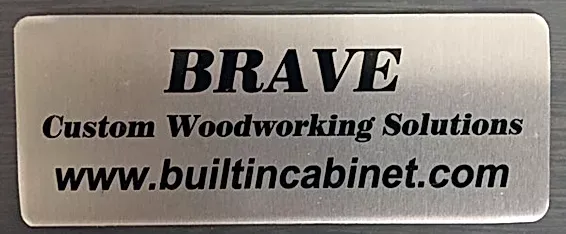 BRAVE
Custom Woodworking Solutions
www.builtincabinet.com